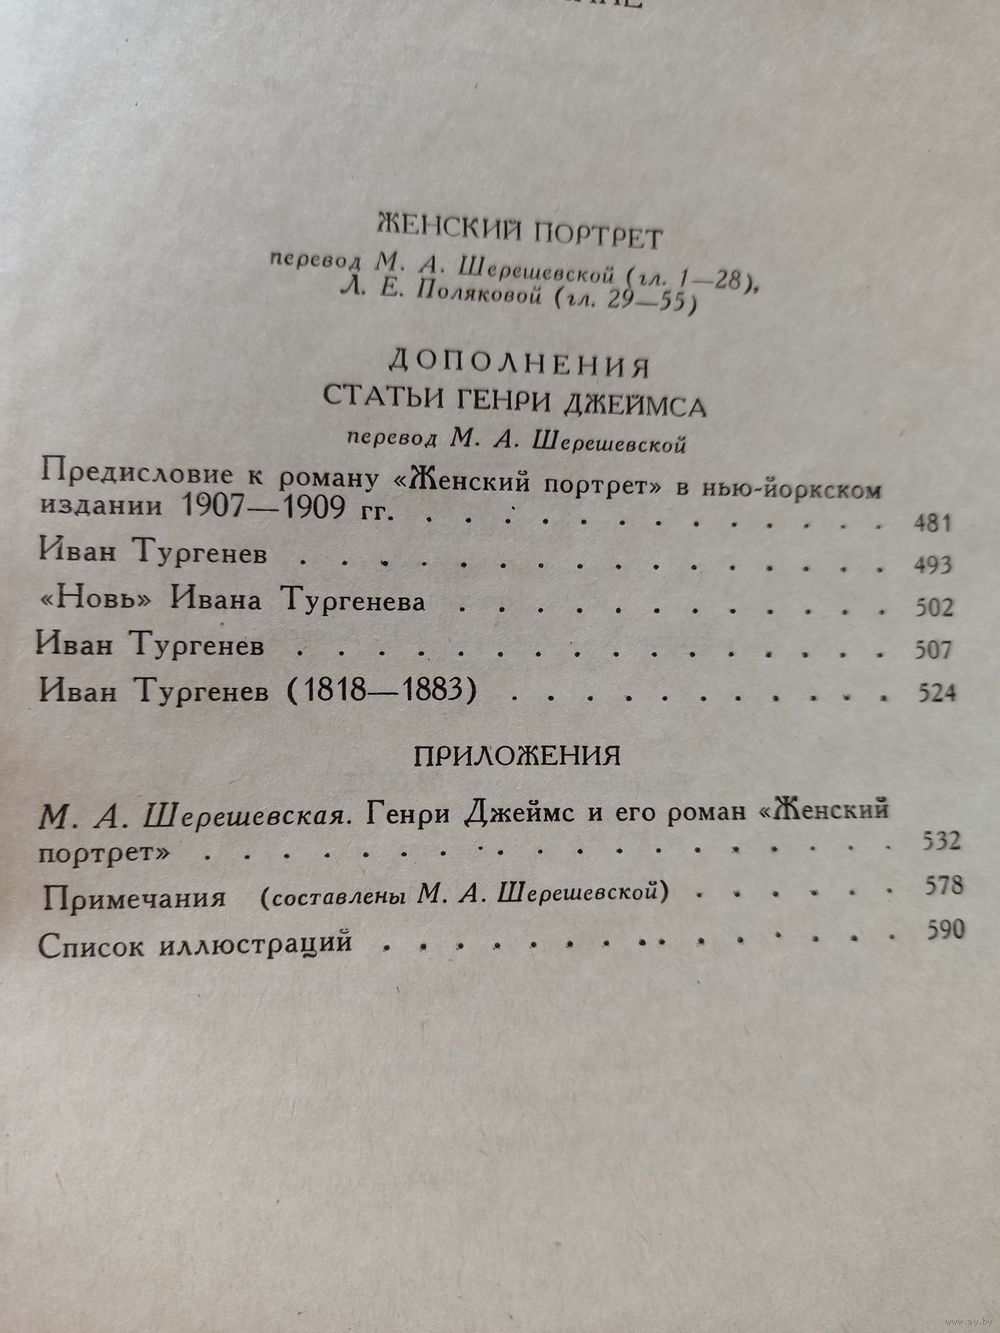 ЖЕНСКИЙ ПОРТРЕТ
перевод М. А. Шерешевской (гл. 1—28),
Л. Е. Поляковой (гл. 29—55)
ДОПОЛНЕНИЯ
СТАТЬИ ГЕНРИ ДЖЕЙМСА
перевод М. А. Шерешевской
Предисловие к роману «Женский портрет» в нью-йоркском
издании 1907—1909 гг. . . . . . . . . . . . . . 481
Иван Тургенев . . . . . . . . . . . . . . . 493
«Новь» Ивана Тургенева . . . . . . . . . . . 502
Иван Тургенев . . . . . . . . . . . . . . . 507
Иван Тургенев (1818—1883) . . . . . . . . . . 524
ПРИЛОЖЕНИЯ
М. А. Шерешевская. Генри Джеймс и его роман «Женский
портрет» . . . . . . . . . . . . . . . . . . 532
Примечания (составлены М. А. Шерешевской) . . . . . . 578
Список иллюстраций . . . . . . . . . . . . . . 590
www.ay.by